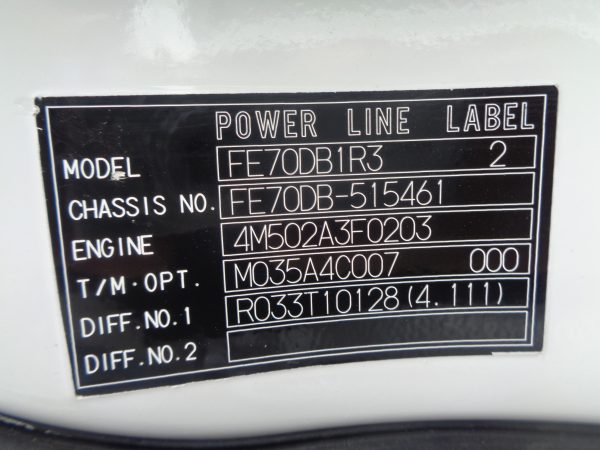 POWER LINE LABEL
MODEL FE70DB1R3 2
CHASSIS NO. FE70DB-515461
ENGINE 4M502A3F0203
T/M·OPT. M035A4C007 000
DIFF.NO.1 R033T10128(4.111)
DIFF.NO.2